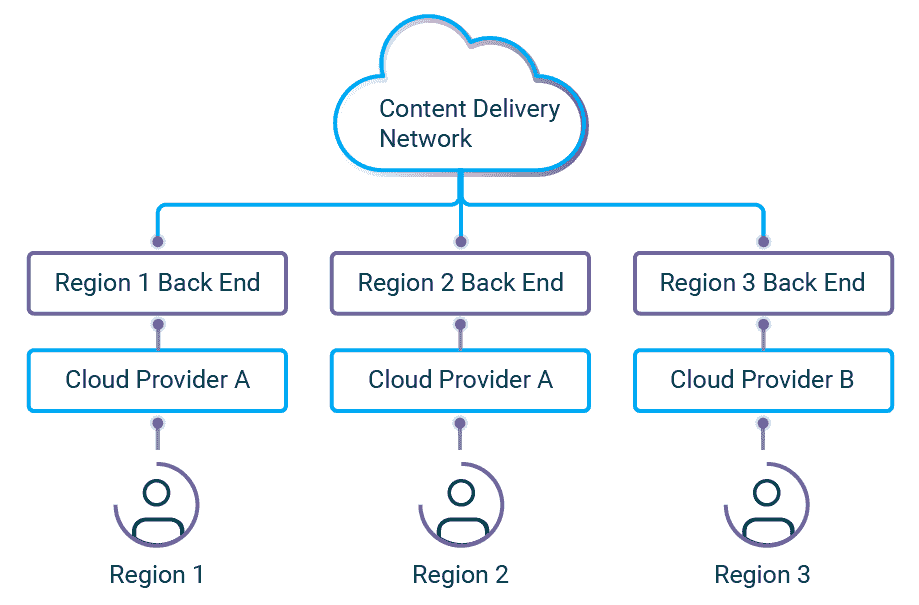 Content Delivery
Network
Region 1 Back End
Region 2 Back End
Region 3 Back End
Cloud Provider A
Cloud Provider A
Cloud Provider B
Region 1
Region 2
Region 3